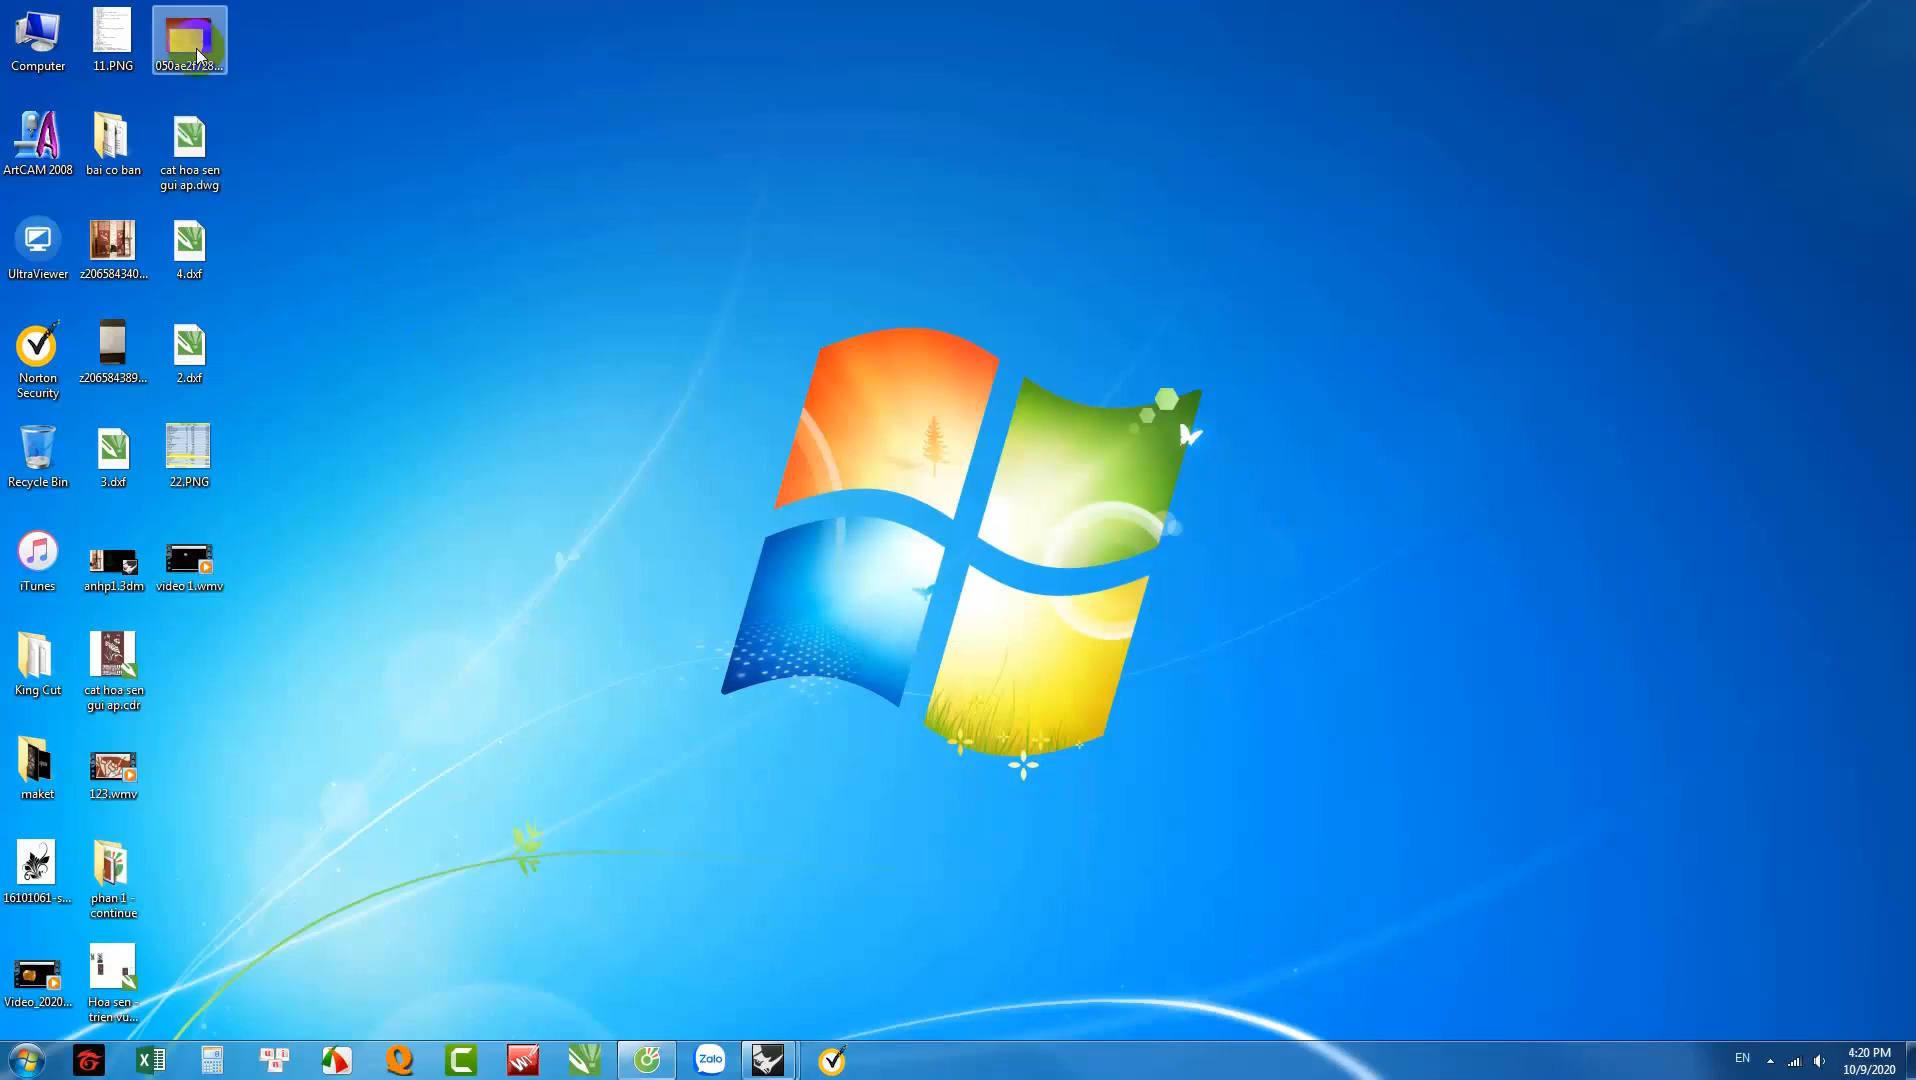 Computer
11.PNG
050ae2f728...
ArtCAM 2008
bai co ban
cat hoa sen
gui ap.dwg
UltraViewer
z206584340...
4.dxf
Norton
Security
z206584389...
2.dxf
Recycle Bin
3.dxf
22.PNG
iTunes
anhp1.3dm
video 1.wmv
King Cut
cat hoa sen
gui ap.cdr
maket
123.wmv
16101061-s...
phan 1 -
continue
Video_2020...
Hoa sen -
trien vu...
Zalo
EN
4:20 PM
10/9/2020